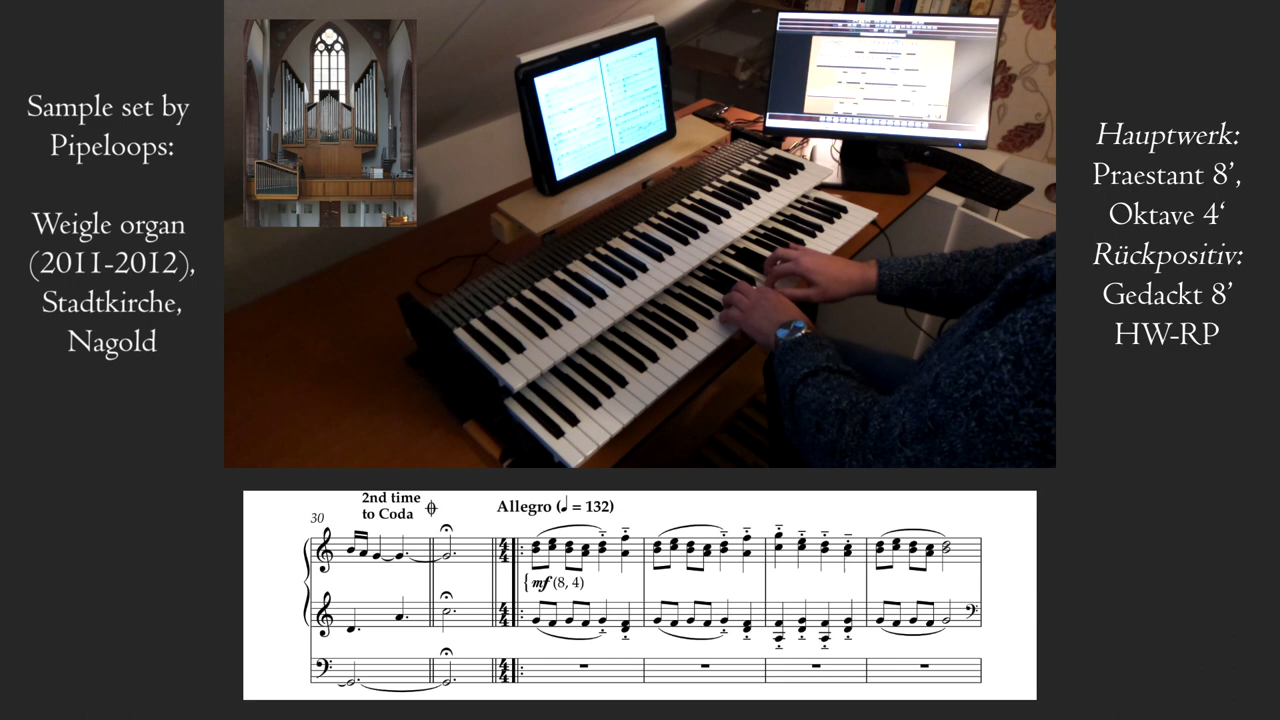 Sample set by
Pipeloops:
Weigle organ
(2011-2012),
Stadtkirche,
Nagold
Hauptwerk:
Praestant 8’,
Oktave 4‘
Rückpositiv:
Gedackt 8’
HW-RP
2nd time
to Coda
30
Allegro (♩ = 132)
mf (8, 4)